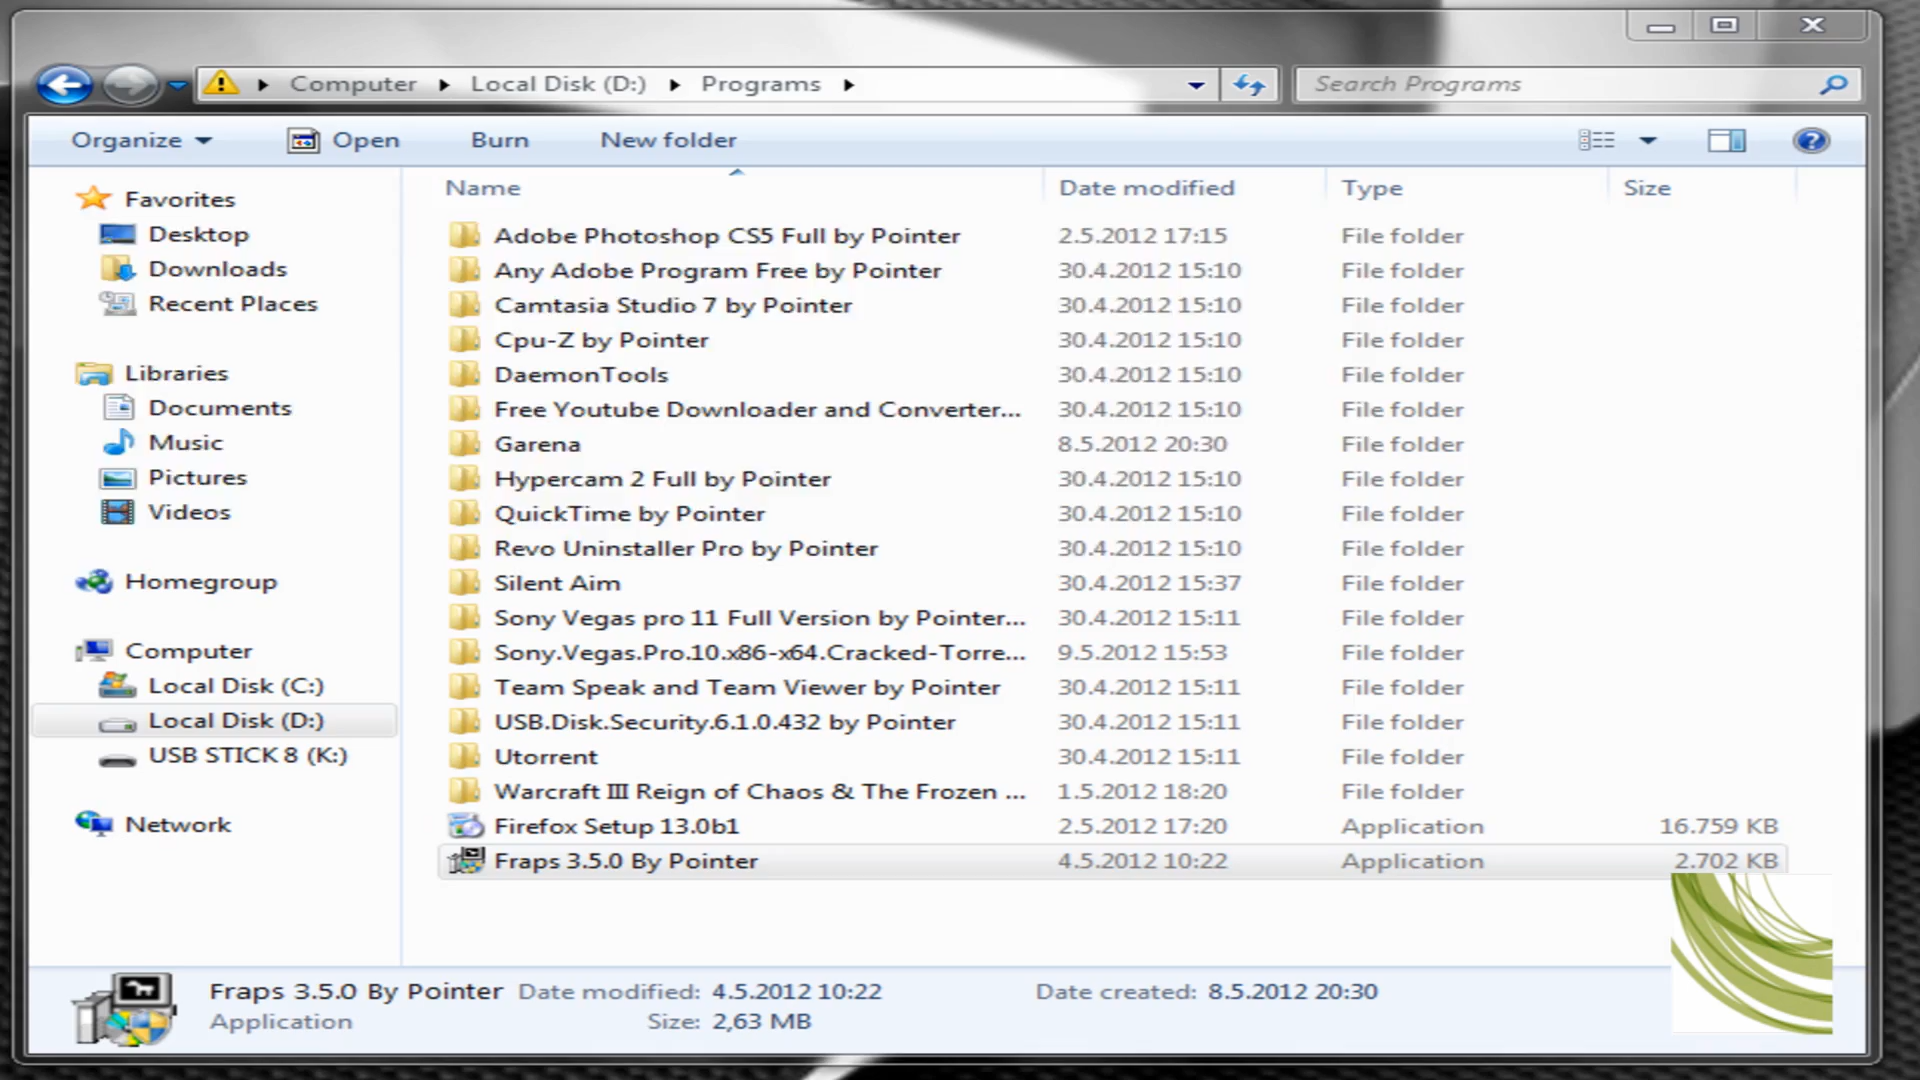 Computer Local Disk (D:) Programs Search Programs
Organize Open Burn New folder
Favorites
Desktop
Downloads
Recent Places
Libraries
Documents
Music
Pictures
Videos
Homegroup
Computer
Local Disk (C:)
Local Disk (D:)
USB STICK 8 (K:)
Network
Name Date modified Type Size
Adobe Photoshop CS5 Full by Pointer 2.5.2012 17:15 File folder
Any Adobe Program Free by Pointer 30.4.2012 15:10 File folder
Camtasia Studio 7 by Pointer 30.4.2012 15:10 File folder
Cpu-Z by Pointer 30.4.2012 15:10 File folder
DaemonTools 30.4.2012 15:10 File folder
Free Youtube Downloader and Converter... 30.4.2012 15:10 File folder
Garena 8.5.2012 20:30 File folder
Hypercam 2 Full by Pointer 30.4.2012 15:10 File folder
QuickTime by Pointer 30.4.2012 15:10 File folder
Revo Uninstaller Pro by Pointer 30.4.2012 15:10 File folder
Silent Aim 30.4.2012 15:37 File folder
Sony Vegas pro 11 Full Version by Pointer... 30.4.2012 15:11 File folder
Sony.Vegas.Pro.10.x86-x64.Cracked-Torre... 9.5.2012 15:53 File folder
Team Speak and Team Viewer by Pointer 30.4.2012 15:11 File folder
USB.Disk.Security.6.1.0.432 by Pointer 30.4.2012 15:11 File folder
Utorrent 30.4.2012 15:11 File folder
Warcraft III Reign of Chaos & The Frozen ... 1.5.2012 18:20 File folder
Firefox Setup 13.0b1 2.5.2012 17:20 Application 16.759 KB
Fraps 3.5.0 By Pointer 4.5.2012 10:22 Application 2.702 KB
Fraps 3.5.0 By Pointer Date modified: 4.5.2012 10:22 Date created: 8.5.2012 20:30
Application Size: 2,63 MB